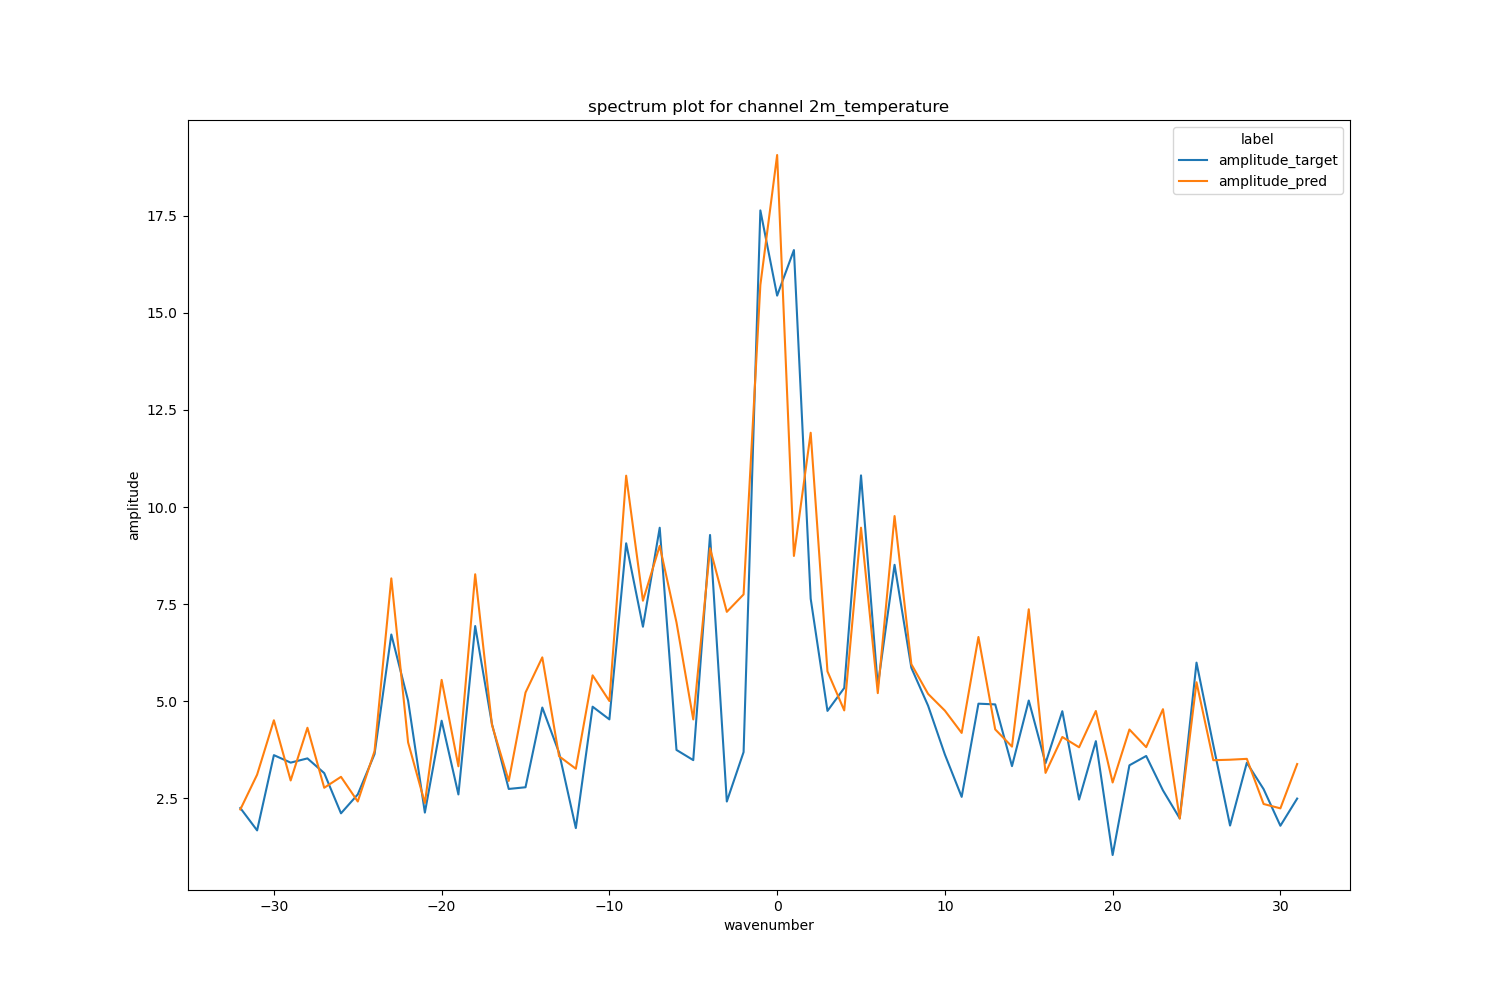 spectrum plot for channel 2m_temperature
label
amplitude_target
amplitude_pred
amplitude
17.5
15.0
12.5
10.0
7.5
5.0
2.5
−30 −20 −10 0 10 20 30
wavenumber